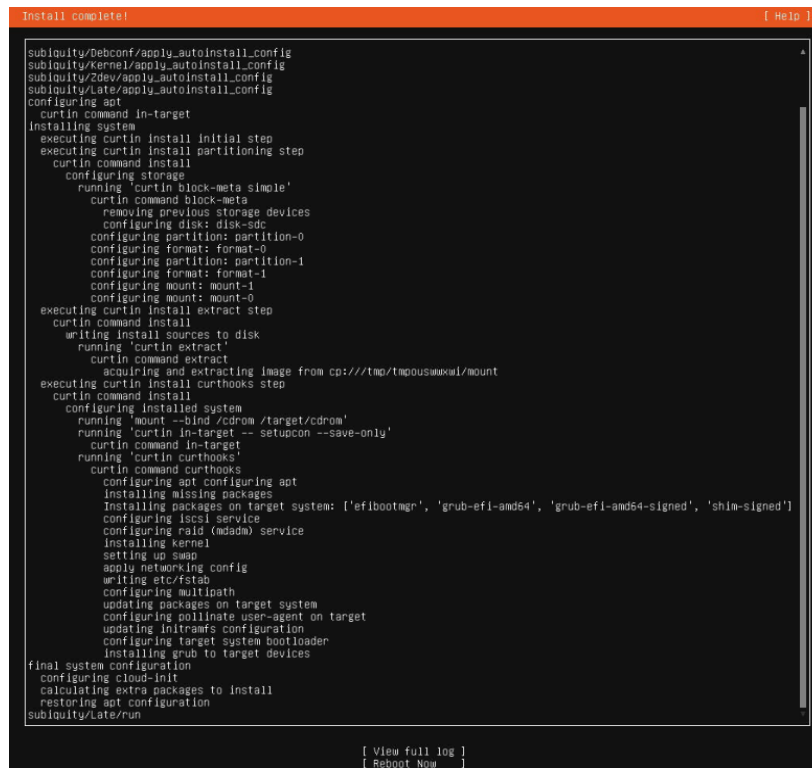 Install complete!
[ Help ]
subiquity/Debconf/apply_autoinstall_config
subiquity/Kernel/apply_autoinstall_config
subiquity/Zdev/apply_autoinstall_config
subiquity/Late/apply_autoinstall_config
configuring apt
curtin command in-target
installing system
executing curtin install initial step
executing curtin install partitioning step
curtin command install
configuring storage
running 'curtin block-meta simple'
curtin command block-meta
removing previous storage devices
configuring disk: disk-sdc
configuring partition: partition-0
configuring format: format-0
configuring partition: partition-1
configuring format: format-1
configuring mount: mount-1
configuring mount: mount-0
executing curtin install extract step
curtin command install
writing install sources to disk
running 'curtin extract'
curtin command extract
acquiring and extracting image from cp:///tmp/tmpouswwxwi/mount
executing curtin install curthooks step
curtin command install
configuring installed system
running 'mount --bind /cdrom /target/cdrom'
running 'curtin in-target -- setupcon --save-only'
curtin command in-target
running 'curtin curthooks'
curtin command curthooks
configuring apt configuring apt
installing missing packages
Installing packages on target system: ['efibootmgr', 'grub-efi-amd64', 'grub-efi-amd64-signed', 'shim-signed']
configuring iscsi service
configuring raid (mdadm) service
installing kernel
setting up swap
apply networking config
writing etc/fstab
configuring multipath
updating packages on target system
configuring pollinate user-agent on target
updating initramfs configuration
configuring target system bootloader
installing grub to target devices
final system configuration
configuring cloud-init
calculating extra packages to install
restoring apt configuration
subiquity/Late/run
[ View full log ]
[ Reboot Now ]